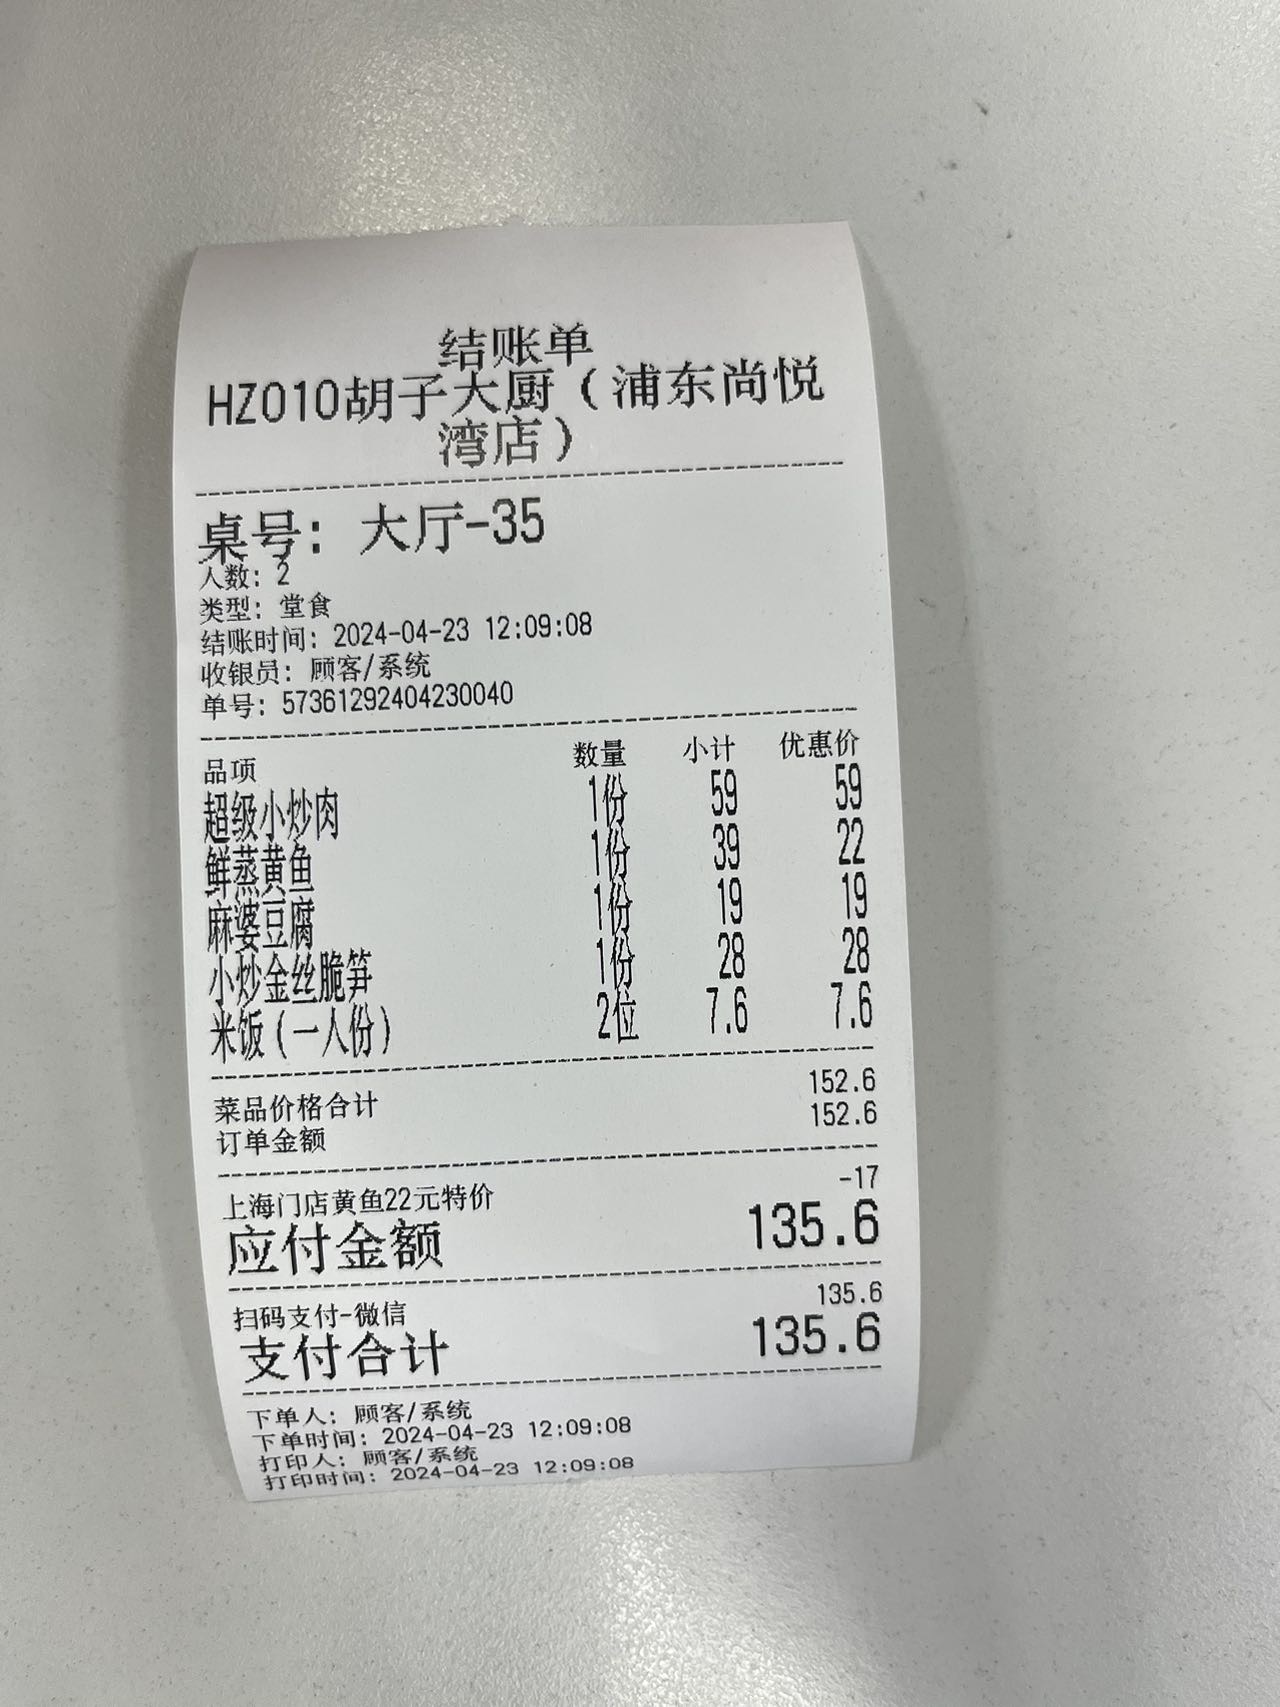 结账单
HZ010胡子大厨（浦东尚悦
湾店）
桌号：大厅-35
人数：2
类型：堂食
结账时间：2024-04-23 12:09:08
收银员：顾客/系统
单号：57361292404230040
品项 数量 小计 优惠价
超级小炒肉 1份 59 59
鲜蒸黄鱼 1份 39 22
麻婆豆腐 1份 19 19
小炒金丝脆笋 1份 28 28
米饭(一人份) 2位 7.6 7.6
菜品价格合计 152.6
订单金额 152.6
上海门店黄鱼22元特价 -17
应付金额 135.6
扫码支付-微信 135.6
支付合计 135.6
下单人：顾客/系统
下单时间：2024-04-23 12:09:08
打印人：顾客/系统
打印时间：2024-04-23 12:09:08